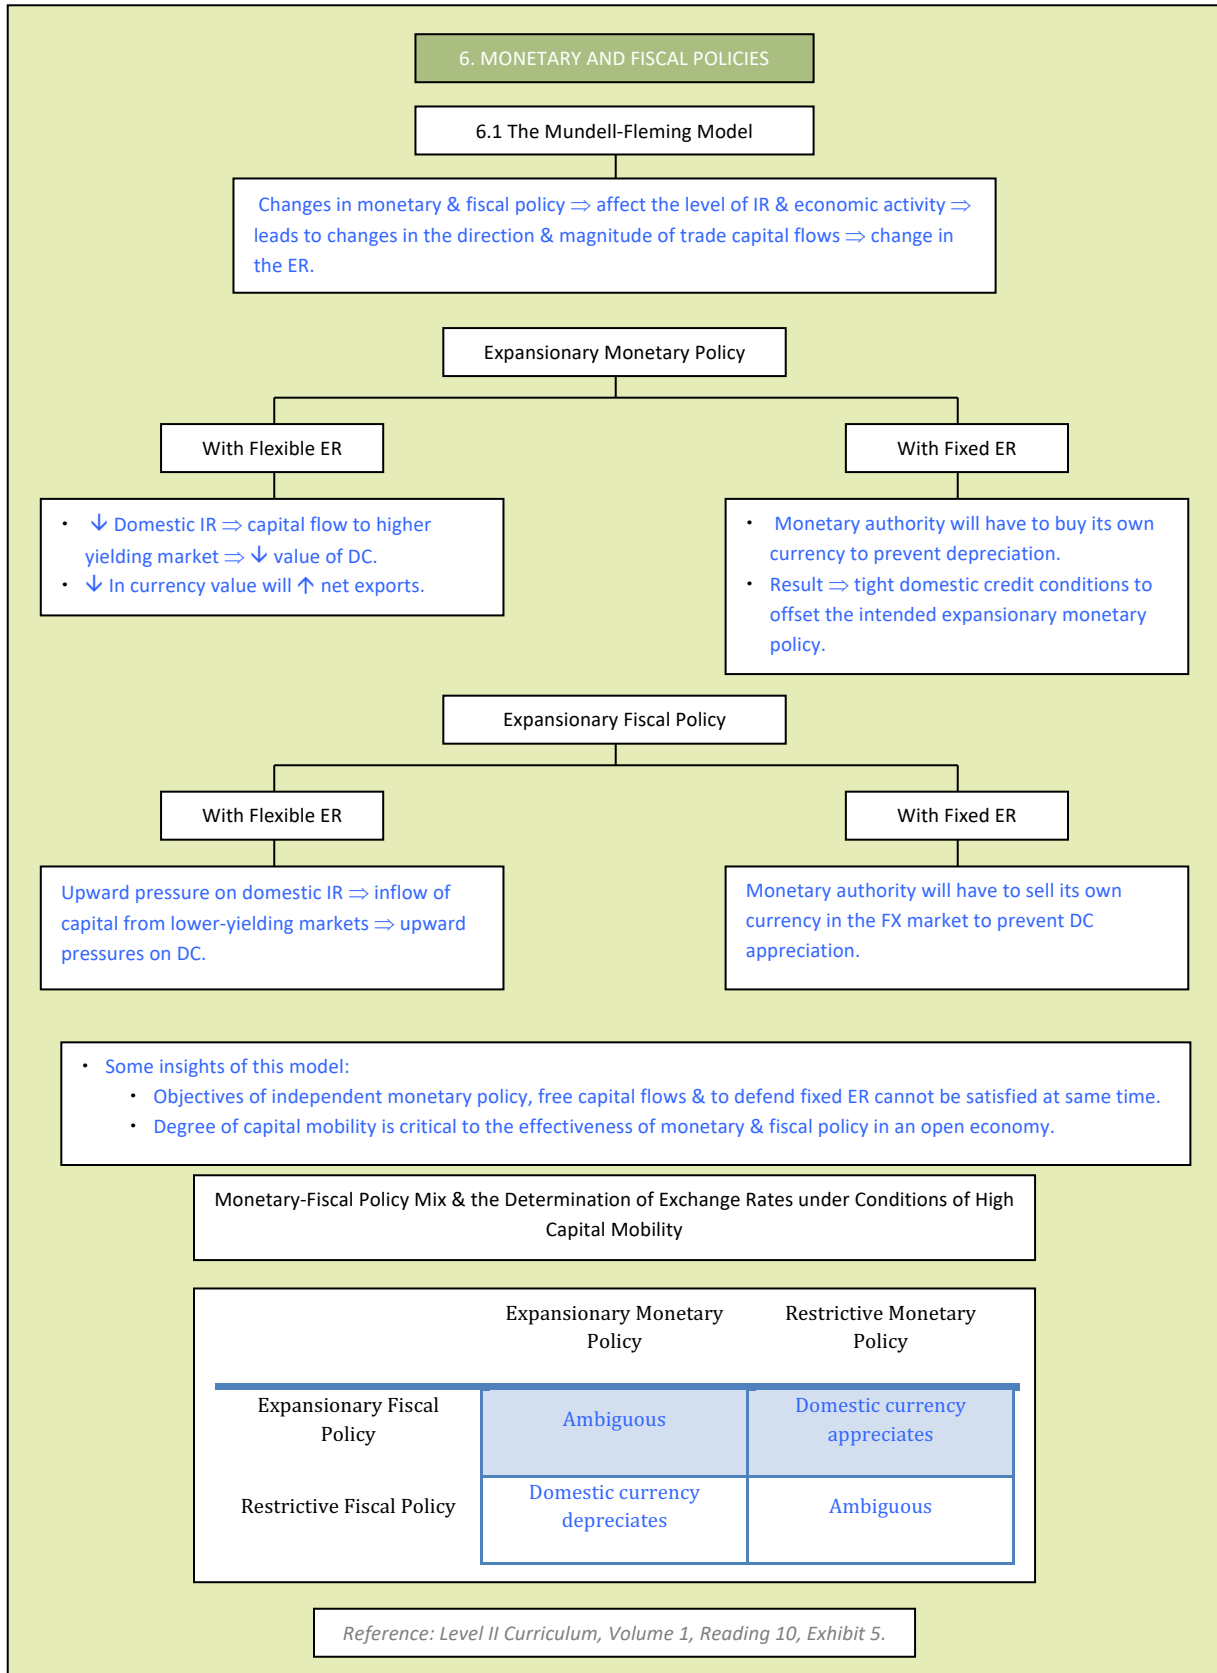 6. MONETARY AND FISCAL POLICIES
6.1 The Mundell-Fleming Model
Changes in monetary & fiscal policy ⇒ affect the level of IR & economic activity ⇒
leads to changes in the direction & magnitude of trade capital flows ⇒ change in
the ER.
Expansionary Monetary Policy
With Flexible ER
With Fixed ER
• ↓ Domestic IR ⇒ capital flow to higher
yielding market ⇒ ↓ value of DC.
• ↓ In currency value will ↑ net exports.
• Monetary authority will have to buy its own
currency to prevent depreciation.
• Result ⇒ tight domestic credit conditions to
offset the intended expansionary monetary
policy.
Expansionary Fiscal Policy
With Flexible ER
With Fixed ER
Upward pressure on domestic IR ⇒ inflow of
capital from lower-yielding markets ⇒ upward
pressures on DC.
Monetary authority will have to sell its own
currency in the FX market to prevent DC
appreciation.
• Some insights of this model:
• Objectives of independent monetary policy, free capital flows & to defend fixed ER cannot be satisfied at same time.
• Degree of capital mobility is critical to the effectiveness of monetary & fiscal policy in an open economy.
Monetary-Fiscal Policy Mix & the Determination of Exchange Rates under Conditions of High
Capital Mobility
Expansionary Monetary
Policy
Restrictive Monetary
Policy
Expansionary Fiscal
Policy
Ambiguous
Domestic currency
appreciates
Restrictive Fiscal Policy
Domestic currency
depreciates
Ambiguous
Reference: Level II Curriculum, Volume 1, Reading 10, Exhibit 5.